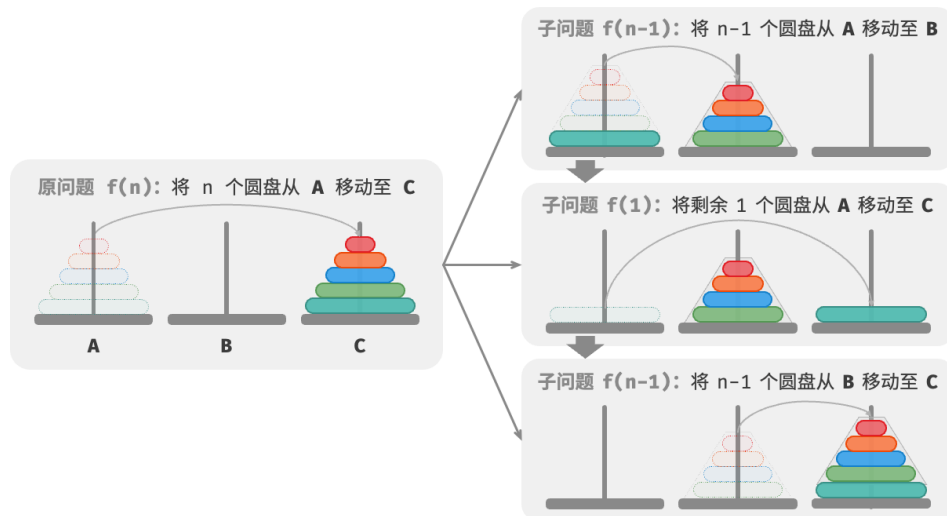 子问题 f(n-1)：将 n-1 个圆盘从 A 移动至 B
原问题 f(n)：将 n 个圆盘从 A 移动至 C
A B C
子问题 f(1)：将剩余 1 个圆盘从 A 移动至 C
子问题 f(n-1)：将 n-1 个圆盘从 B 移动至 C